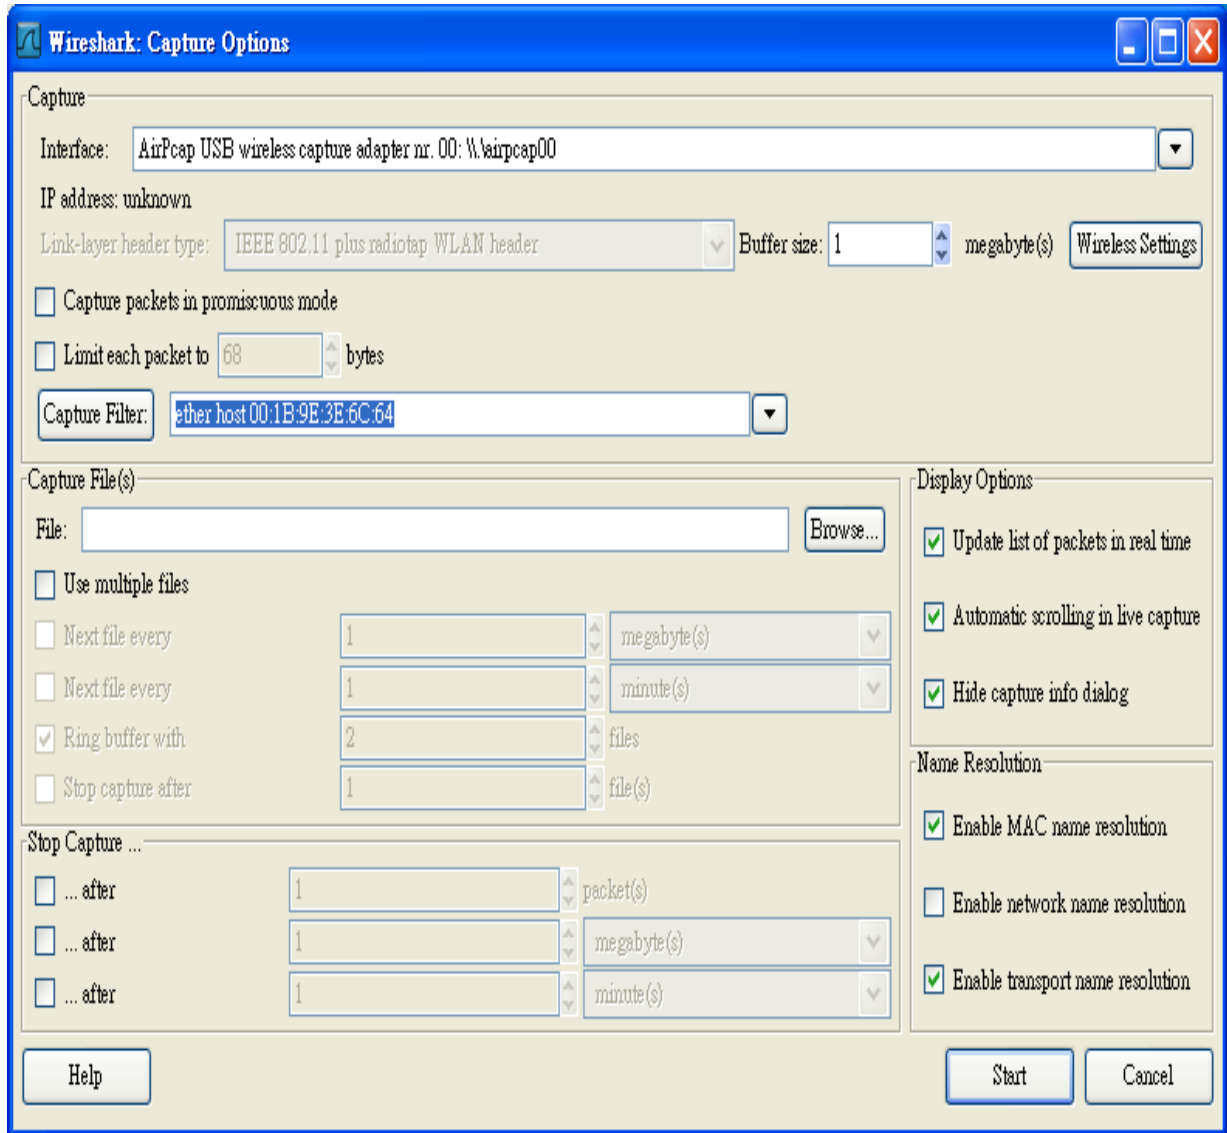 Wireshark: Capture Options
Capture
Interface: AirPcap USB wireless capture adapter nr. 00: \\.\airpcap00
IP address: unknown
Link-layer header type: IEEE 802.11 plus radiotap WLAN header Buffer size: 1 megabyte(s) Wireless Settings
Capture packets in promiscuous mode
Limit each packet to 68 bytes
Capture Filter: ether host 00:1B:9E:3E:6C:64
Capture File(s)
File: Browse...
Use multiple files
Next file every 1 megabyte(s)
Next file every 1 minute(s)
Ring buffer with 2 files
Stop capture after 1 file(s)
Display Options
Update list of packets in real time
Automatic scrolling in live capture
Hide capture info dialog
Stop Capture ...
... after 1 packet(s)
... after 1 megabyte(s)
... after 1 minute(s)
Name Resolution
Enable MAC name resolution
Enable network name resolution
Enable transport name resolution
Help Start Cancel